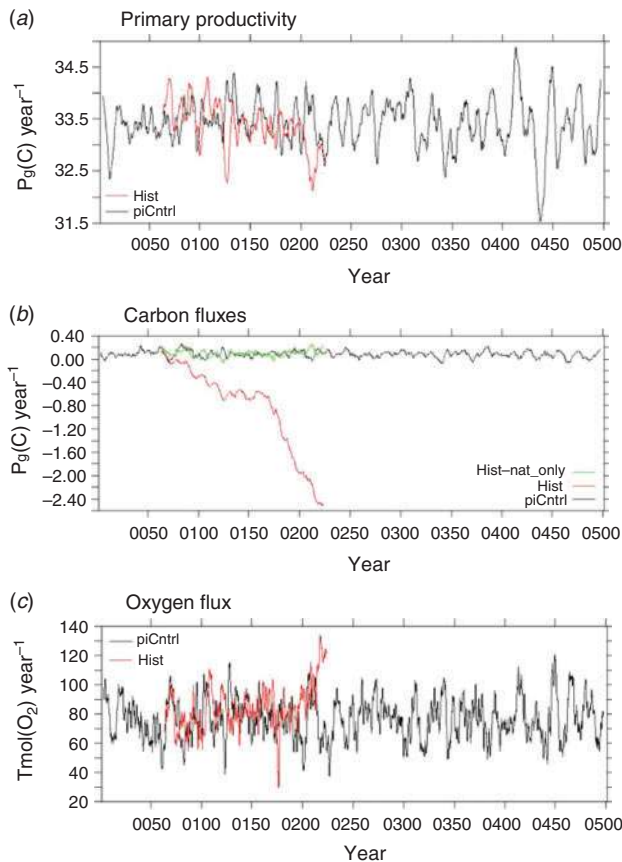 (a) Primary productivity
Pg(C) year−1
34.5
33.5
32.5
31.5
Hist
piCntrl
0050 0100 0150 0200 0250 0300 0350 0400 0450 0500
Year
(b) Carbon fluxes
Pg(C) year−1
0.40
0.00
−0.40
−0.80
−1.20
−1.60
−2.00
−2.40
Hist–nat_only
Hist
piCntrl
0050 0100 0150 0200 0250 0300 0350 0400 0450 0500
Year
(c) Oxygen flux
Tmol(O2) year−1
140
120
100
80
60
40
20
piCntrl
Hist
0050 0100 0150 0200 0250 0300 0350 0400 0450 0500
Year